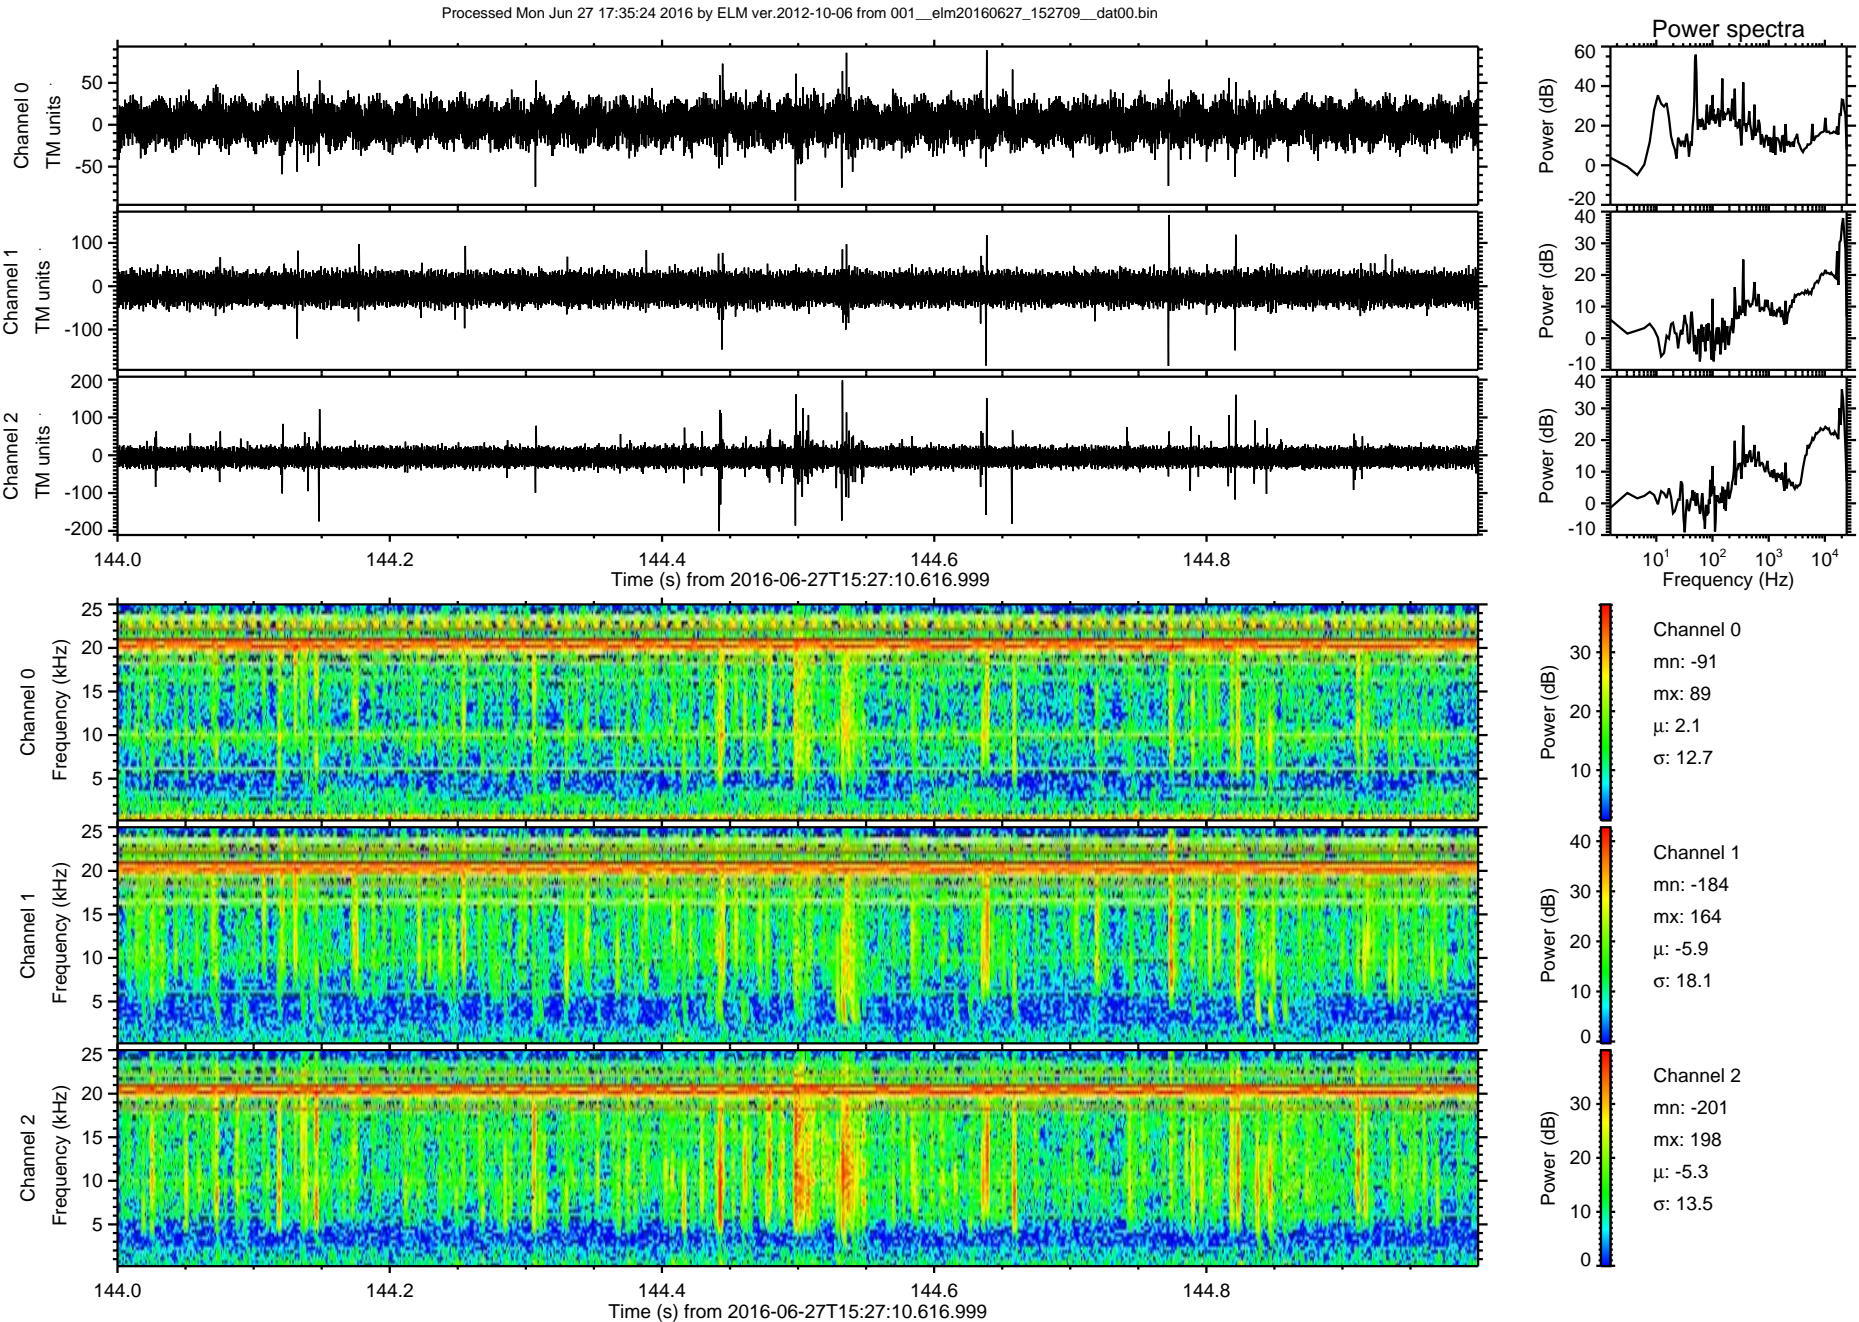 Processed Mon Jun 27 17:35:24 2016 by ELM ver.2012-10-06 from 001__elm20160627_152709__dat00.bin
Power spectra
Channel 0
TM units
50
0
-50
Power (dB)
60
40
20
0
-20
Channel 1
TM units
100
0
-100
Power (dB)
40
30
20
10
0
-10
Channel 2
TM units
200
100
0
-100
-200
Power (dB)
40
30
20
10
0
-10
144.0 144.2 144.4 144.6 144.8
Time (s) from 2016-06-27T15:27:10.616.999
10^1 10^2 10^3 10^4
Frequency (Hz)
Channel 0
Frequency (kHz)
25
20
15
10
5
Power (dB)
30
20
10
Channel 0
mn: -91
mx: 89
μ: 2.1
σ: 12.7
Channel 1
Frequency (kHz)
25
20
15
10
5
Power (dB)
40
30
20
10
0
Channel 1
mn: -184
mx: 164
μ: -5.9
σ: 18.1
Channel 2
Frequency (kHz)
25
20
15
10
5
Power (dB)
30
20
10
0
Channel 2
mn: -201
mx: 198
μ: -5.3
σ: 13.5
144.0 144.2 144.4 144.6 144.8
Time (s) from 2016-06-27T15:27:10.616.999